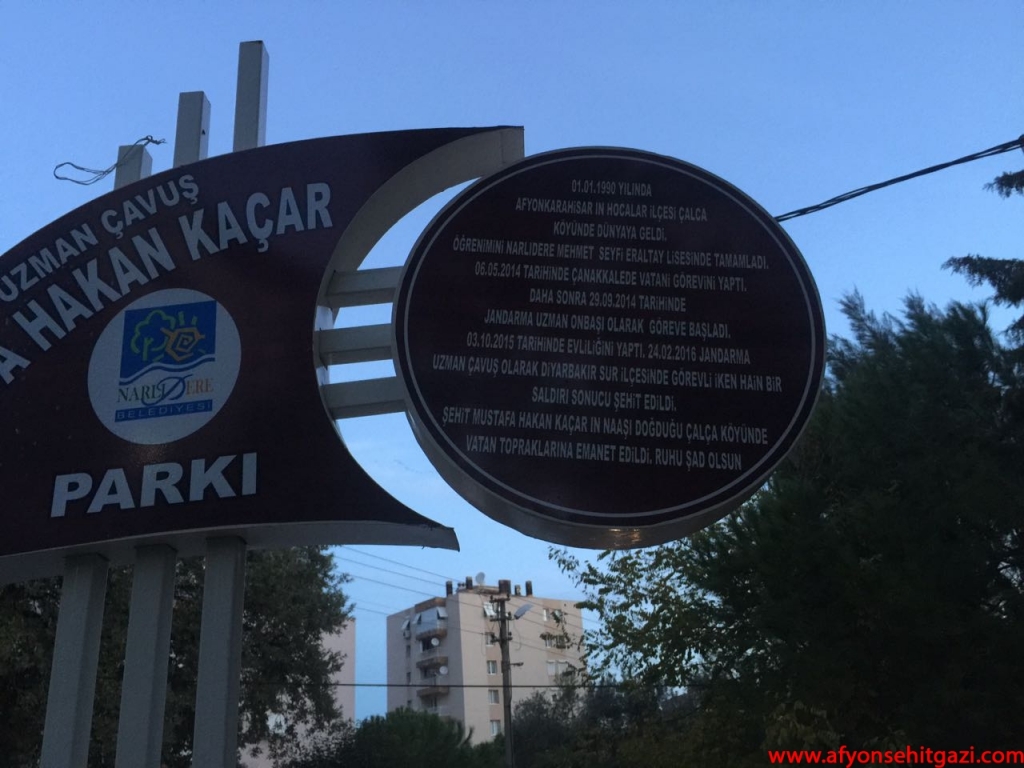 UZMAN ÇAVUŞ
A HAKAN KAÇAR
NARLIDERE
BELEDİYESİ
PARKI
01.01.1990 YILINDA
AFYONKARAHİSAR IN HOCALAR İLÇESİ ÇALCA
KÖYÜNDE DÜNYAYA GELDİ.
ÖĞRENİMİNİ NARLIDERE MEHMET SEYFİ ERALTAY LİSESİNDE TAMAMLADI.
06.05.2014 TARİHİNDE ÇANAKKALEDE VATANİ GÖREVİNİ YAPTI.
DAHA SONRA 29.09.2014 TARİHİNDE
JANDARMA UZMAN ONBAŞI OLARAK GÖREVE BAŞLADI.
03.10.2015 TARİHİNDE EVLİLİĞİNİ YAPTI. 24.02.2016 JANDARMA
UZMAN ÇAVUŞ OLARAK DİYARBAKIR SUR İLÇESİNDE GÖREVLİ İKEN HAİN BİR
SALDIRI SONUCU ŞEHİT EDİLDİ.
ŞEHİT MUSTAFA HAKAN KAÇAR IN NAAŞI DOĞDUĞU ÇALÇA KÖYÜNDE
VATAN TOPRAKLARINA EMANET EDİLDİ. RUHU ŞAD OLSUN
www.afyonsehitgazi.com